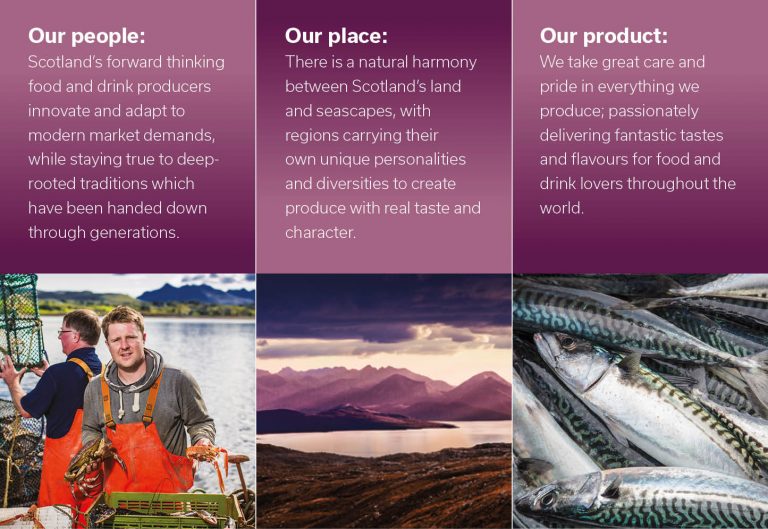 Our people:
Scotland’s forward thinking
food and drink producers
innovate and adapt to
modern market demands,
while staying true to deep-
rooted traditions which
have been handed down
through generations.
Our place:
There is a natural harmony
between Scotland’s land
and seascapes, with
regions carrying their
own unique personalities
and diversities to create
produce with real taste and
character.
Our product:
We take great care and
pride in everything we
produce; passionately
delivering fantastic tastes
and flavours for food and
drink lovers throughout the
world.